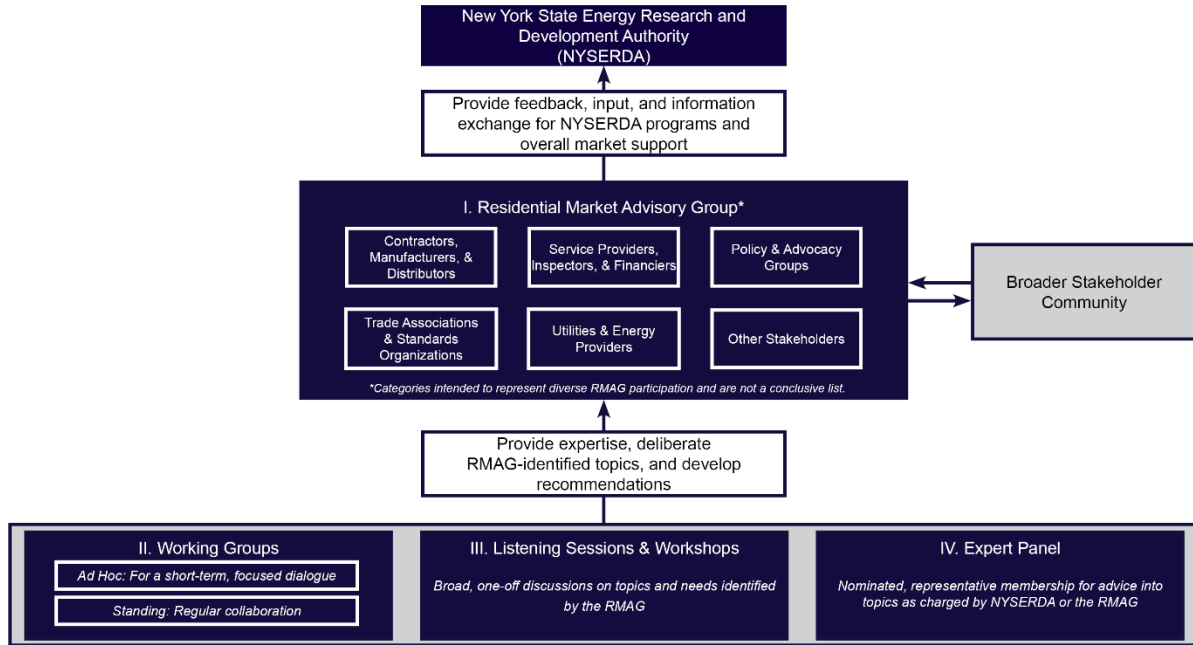 New York State Energy Research and
Development Authority
(NYSERDA)
Provide feedback, input, and information
exchange for NYSERDA programs and
overall market support
I. Residential Market Advisory Group*
Contractors,
Manufacturers, &
Distributors
Service Providers,
Inspectors, & Financiers
Policy & Advocacy
Groups
Trade Associations
& Standards
Organizations
Utilities & Energy
Providers
Other Stakeholders
*Categories intended to represent diverse RMAG participation and are not a conclusive list.
Broader Stakeholder
Community
Provide expertise, deliberate
RMAG-identified topics, and develop
recommendations
II. Working Groups
Ad Hoc: For a short-term, focused dialogue
Standing: Regular collaboration
III. Listening Sessions & Workshops
Broad, one-off discussions on topics and needs identified
by the RMAG
IV. Expert Panel
Nominated, representative membership for advice into
topics as charged by NYSERDA or the RMAG